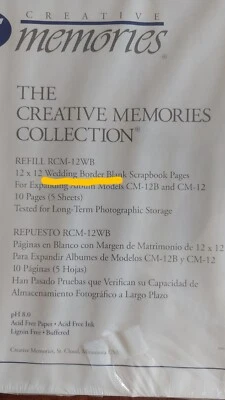 CREATIVE
memories®
THE
CREATIVE MEMORIES
COLLECTION®
REFILL RCM-12WB
12 x 12 Wedding Border Blank Scrapbook Pages
For Expanding Album Models CM-12B and CM-12
10 Pages (5 Sheets)
Tested for Long-Term Photographic Storage
REPUESTO RCM-12WB
Páginas en Blanco con Margen de Matrimonio de 12 x 12
Para Expandir Albumes de Modelos CM-12B y CM-12
10 Páginas (5 Hojas)
Han Pasado Pruebas que Verifican su Capacidad de
Almacenamiento Fotográfico a Largo Plazo
pH 8.0
Acid Free Paper • Acid Free Ink
Lignin Free • Buffered
Creative Memories, St. Cloud, Minnesota